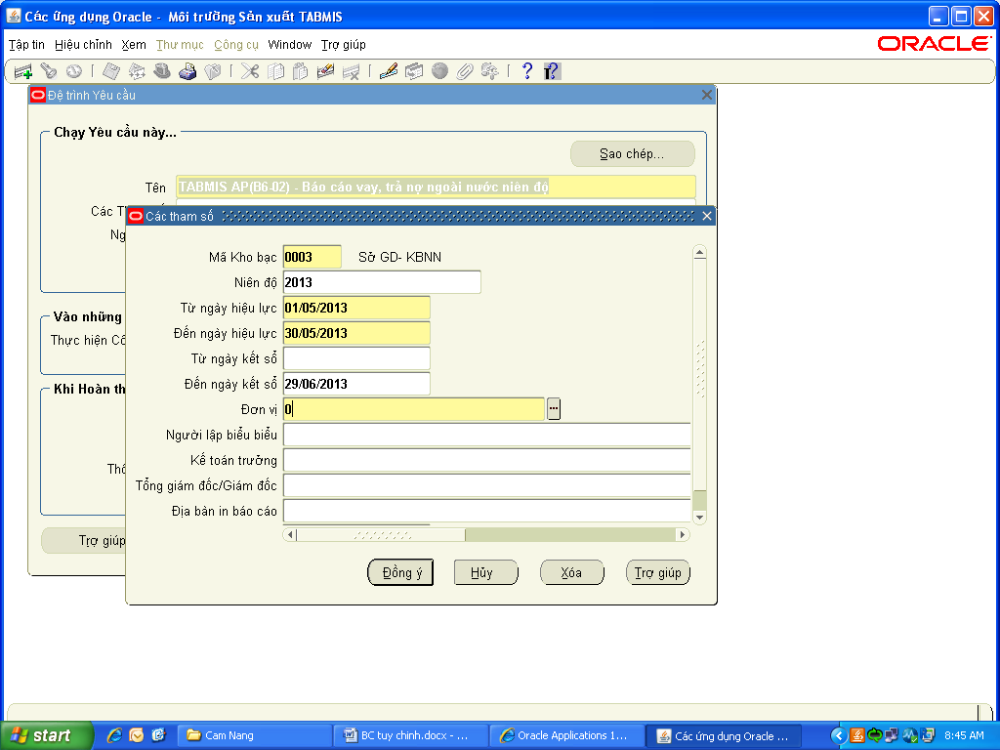 Các ứng dụng Oracle - Môi trường Sản xuất TABMIS
Tập tin Hiệu chỉnh Xem Thư mục Công cụ Window Trợ giúp
ORACLE
Đệ trình Yêu cầu
Chạy Yêu cầu này...
Sao chép...
Tên TABMIS AP(B6-02) - Báo cáo vay, trả nợ ngoài nước niên độ
Các T
Ng
Các tham số
Mã Kho bạc 0003 Sở GD- KBNN
Niên độ 2013
Từ ngày hiệu lực 01/05/2013
Đến ngày hiệu lực 30/05/2013
Từ ngày kết sổ
Đến ngày kết sổ 29/06/2013
Đơn vị 0
Người lập biểu biểu
Kế toán trưởng
Tổng giám đốc/Giám đốc
Địa bàn in báo cáo
Vào những
Thực hiện Cô
Khi Hoàn th
Thô
Trợ giúp
Đồng ý Hủy Xóa Trợ giúp
start Cam Nang BC tuy chinh.docx - ... Oracle Applications 1... Các ứng dụng Oracle ... 8:45 AM